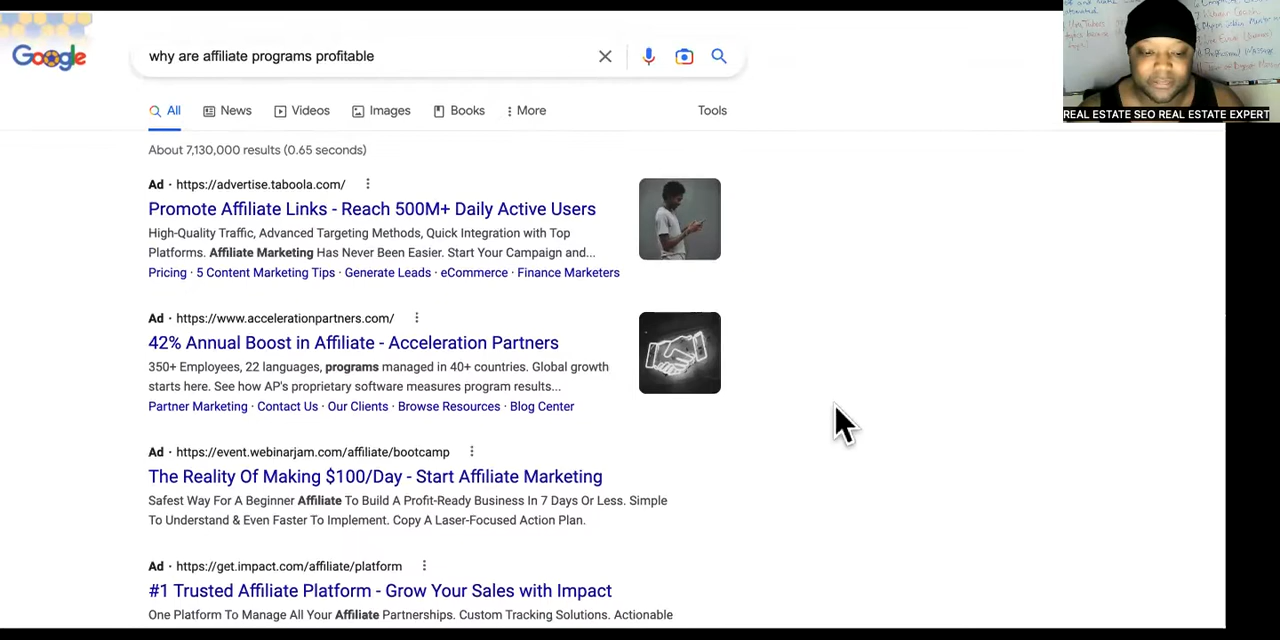 Google
why are affiliate programs profitable
All
News
Videos
Images
Books
More
Tools
About 7,130,000 results (0.65 seconds)
Ad · https://advertise.taboola.com/
Promote Affiliate Links - Reach 500M+ Daily Active Users
High-Quality Traffic, Advanced Targeting Methods, Quick Integration with Top
Platforms. Affiliate Marketing Has Never Been Easier. Start Your Campaign and...
Pricing · 5 Content Marketing Tips · Generate Leads · eCommerce · Finance Marketers
Ad · https://www.accelerationpartners.com/
42% Annual Boost in Affiliate - Acceleration Partners
350+ Employees, 22 languages, programs managed in 40+ countries. Global growth
starts here. See how AP's proprietary software measures program results...
Partner Marketing · Contact Us · Our Clients · Browse Resources · Blog Center
Ad · https://event.webinarjam.com/affiliate/bootcamp
The Reality Of Making $100/Day - Start Affiliate Marketing
Safest Way For A Beginner Affiliate To Build A Profit-Ready Business In 7 Days Or Less. Simple
To Understand & Even Faster To Implement. Copy A Laser-Focused Action Plan.
Ad · https://get.impact.com/affiliate/platform
#1 Trusted Affiliate Platform - Grow Your Sales with Impact
One Platform To Manage All Your Affiliate Partnerships. Custom Tracking Solutions. Actionable
REAL ESTATE SEO REAL ESTATE EXPERT